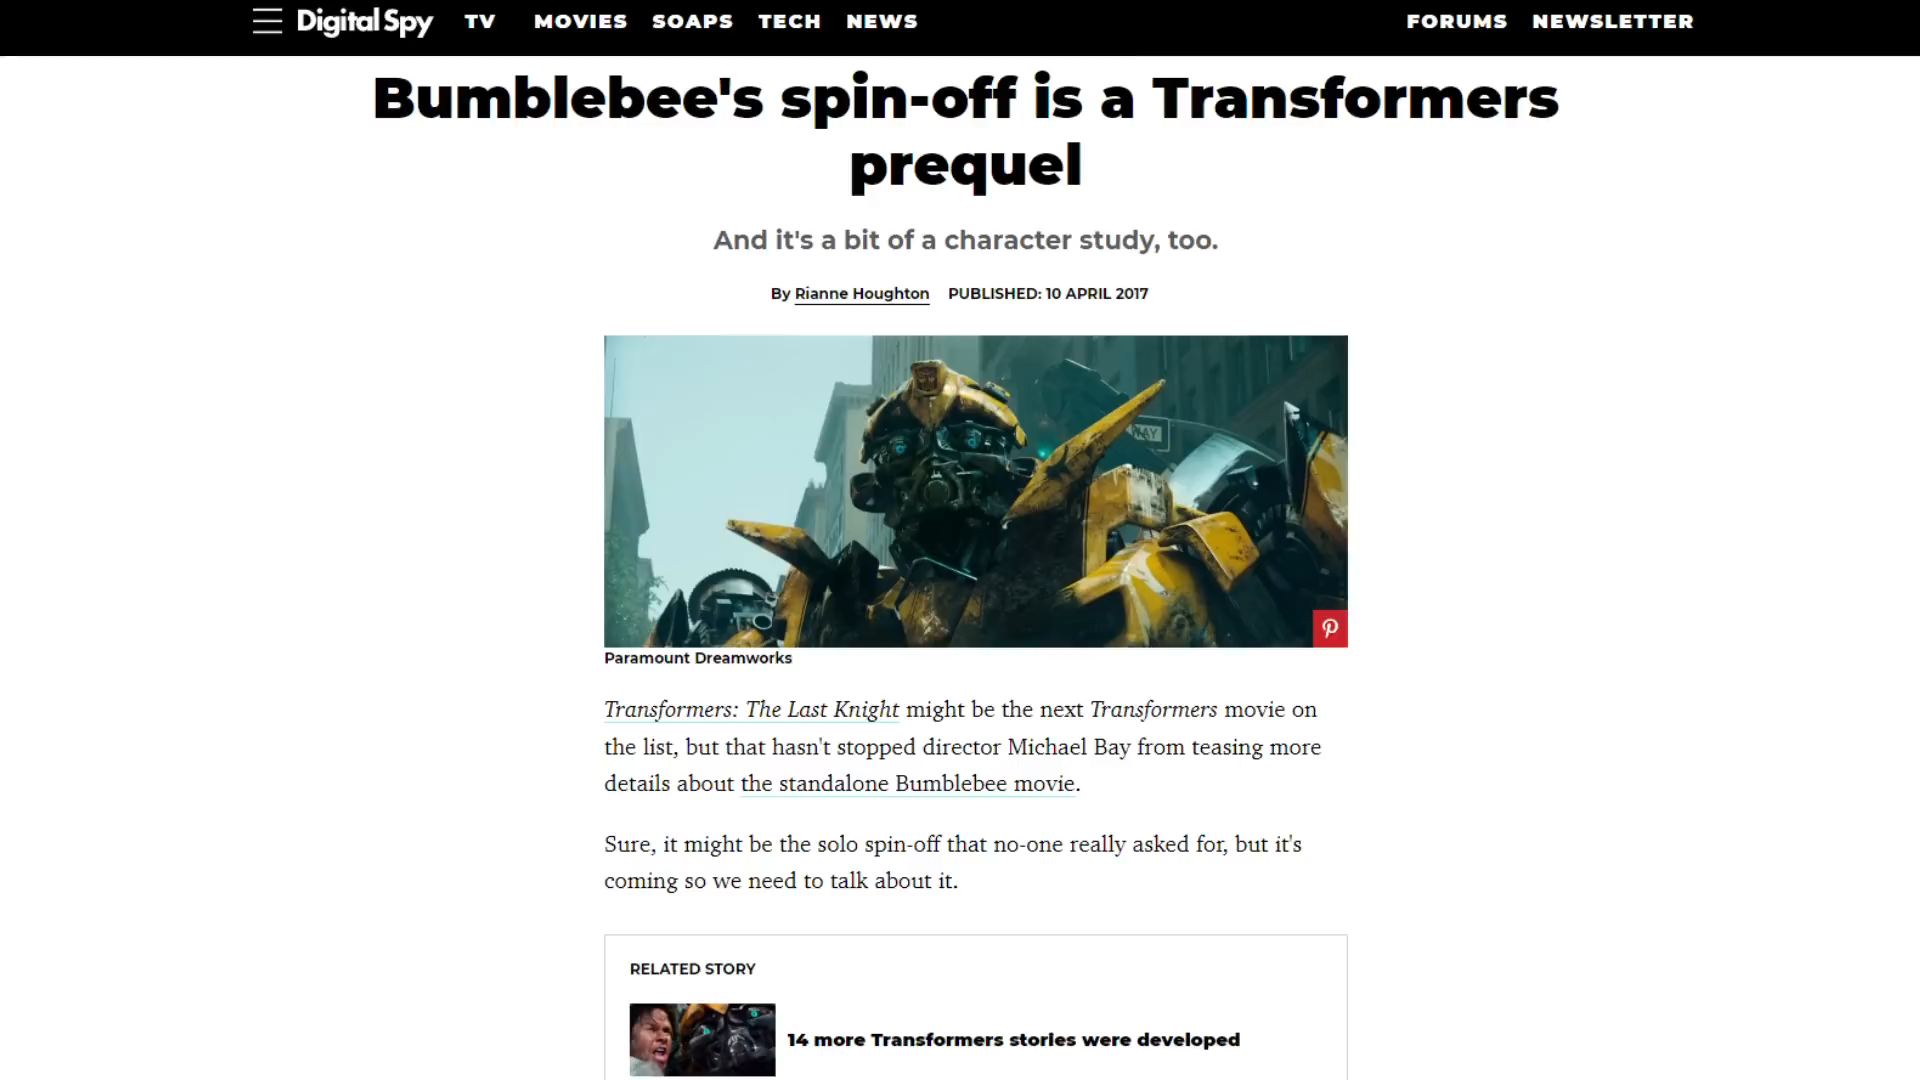 Digital Spy TV MOVIES SOAPS TECH NEWS FORUMS NEWSLETTER
Bumblebee's spin-off is a Transformers
prequel
And it's a bit of a character study, too.
By Rianne Houghton PUBLISHED: 10 APRIL 2017
WAY
Paramount Dreamworks
Transformers: The Last Knight might be the next Transformers movie on
the list, but that hasn't stopped director Michael Bay from teasing more
details about the standalone Bumblebee movie.
Sure, it might be the solo spin-off that no-one really asked for, but it's
coming so we need to talk about it.
RELATED STORY
14 more Transformers stories were developed